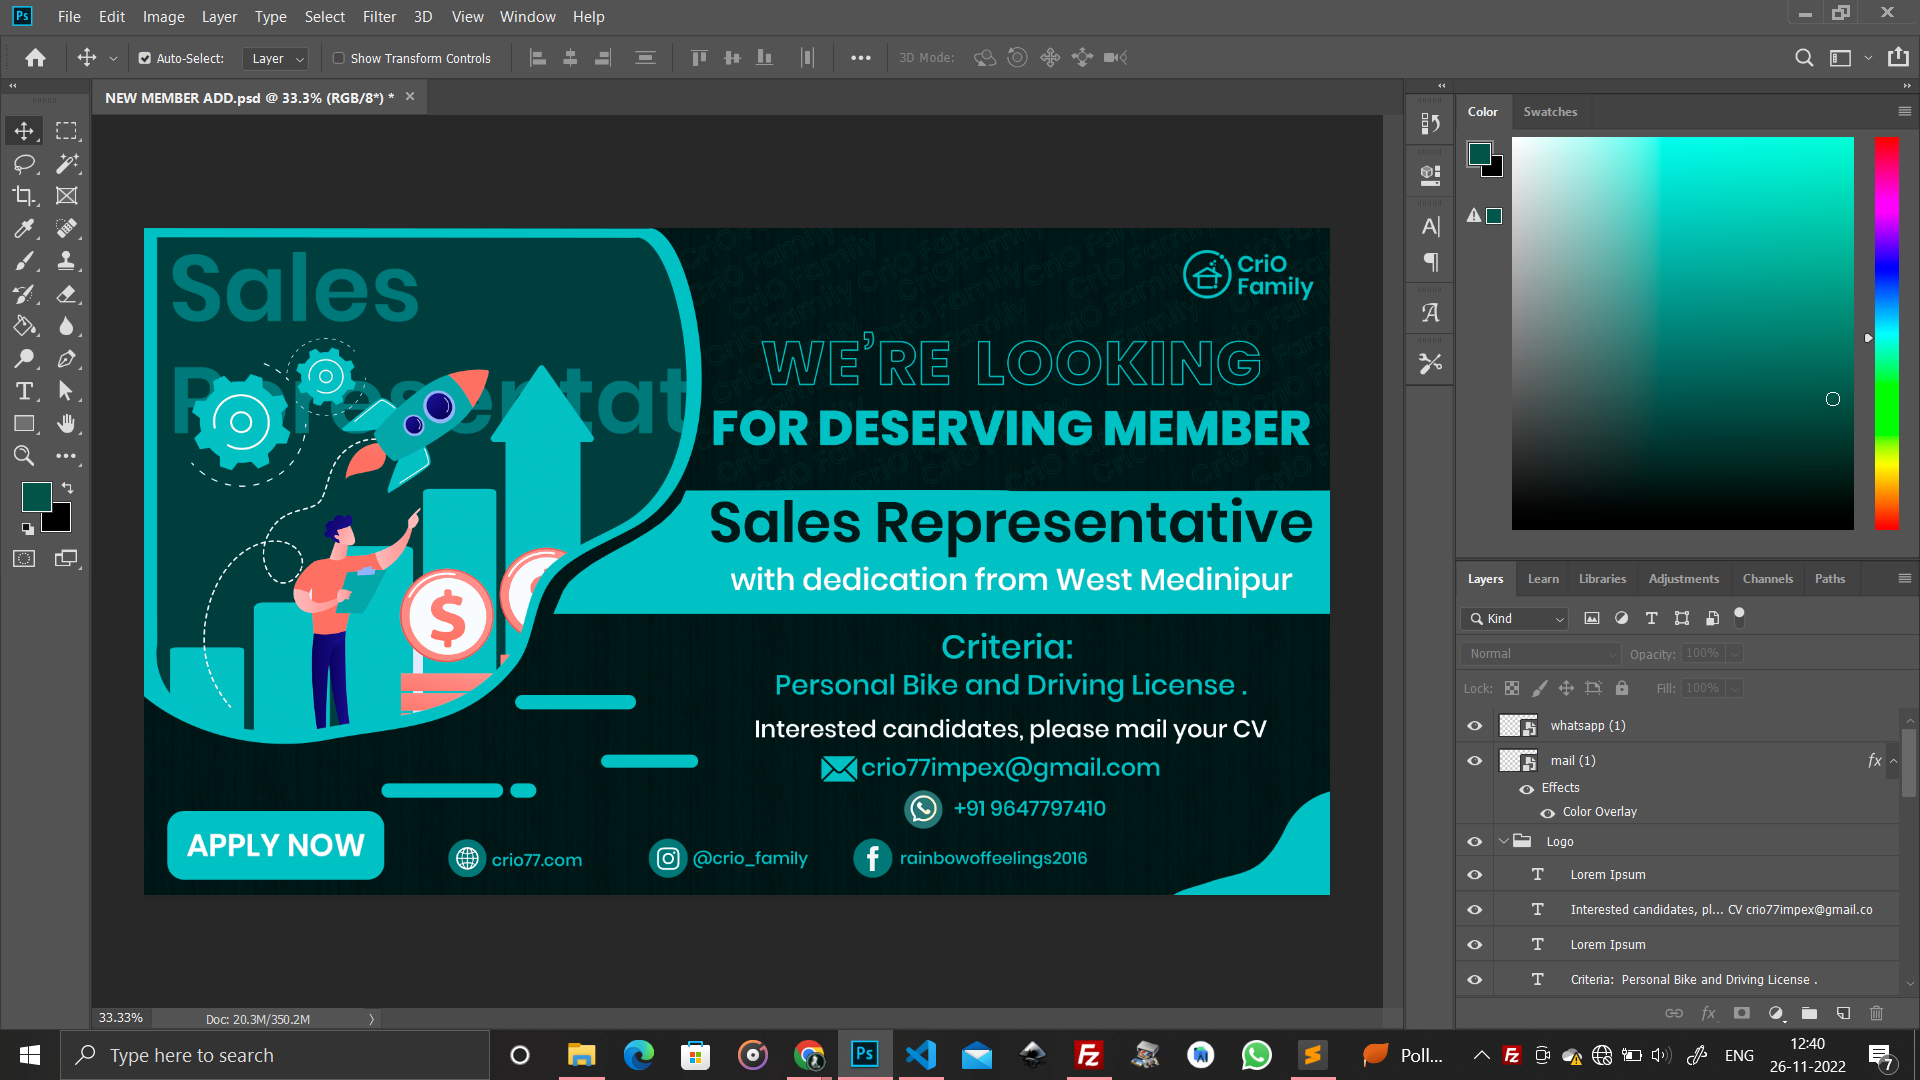 Ps File Edit Image Layer Type Select Filter 3D View Window Help
Auto-Select: Layer Show Transform Controls 3D Mode:
NEW MEMBER ADD.psd @ 33.3% (RGB/8*) *
Color Swatches
Sales
Representat
CriO
Family
WE'RE LOOKING
FOR DESERVING MEMBER
Sales Representative
with dedication from West Medinipur
Criteria:
Personal Bike and Driving License .
Interested candidates, please mail your CV
crio77impex@gmail.com
+91 9647797410
APPLY NOW
crio77.com
@crio_family
rainbowoffeelings2016
Layers Learn Libraries Adjustments Channels Paths
Kind
Normal Opacity: 100%
Lock: Fill: 100%
whatsapp (1)
mail (1) fx
Effects
Color Overlay
Logo
Lorem Ipsum
Interested candidates, pl... CV crio77impex@gmail.co
Lorem Ipsum
Criteria: Personal Bike and Driving License .
33.33% Doc: 20.3M/350.2M
Type here to search
Poll...
ENG
12:40
26-11-2022
7